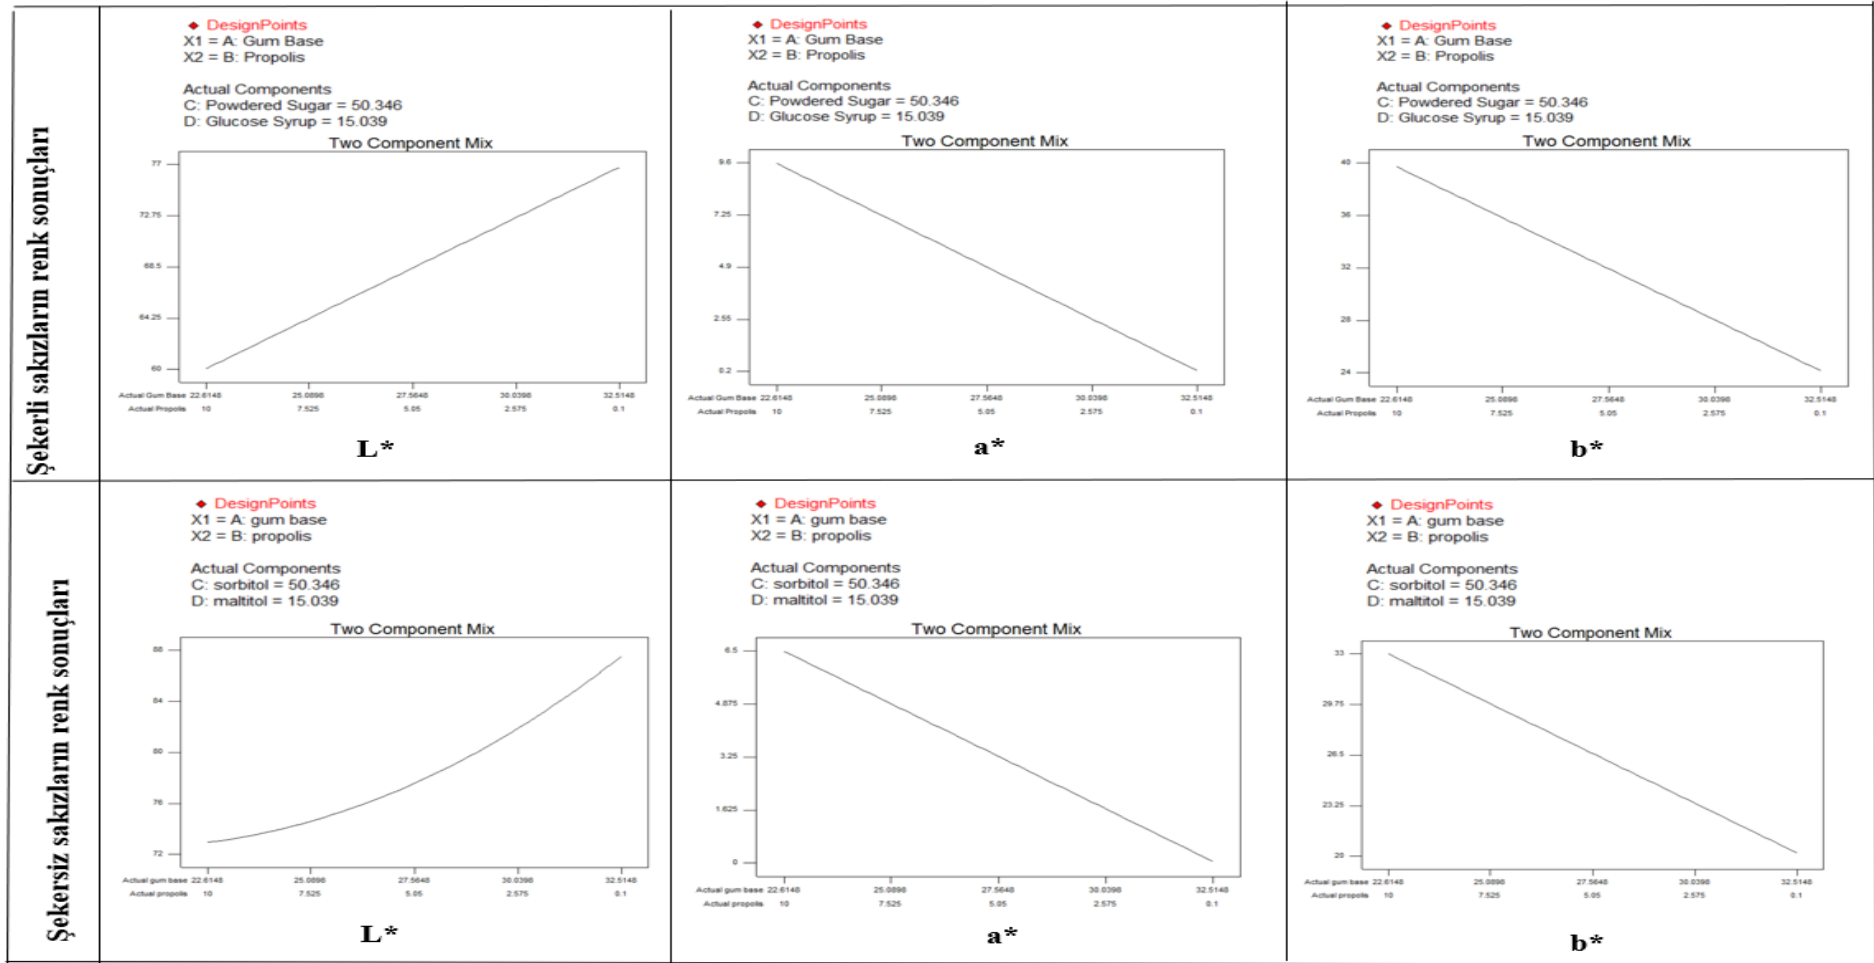 Şekerli sakızların renk sonuçları
DesignPoints
X1 = A: Gum Base
X2 = B: Propolis
Actual Components
C: Powdered Sugar = 50.346
D: Glucose Syrup = 15.039
Two Component Mix
77
72.75
68.5
64.25
60
Actual Gum Base 22.6148 25.0898 27.5648 30.0398 32.5148
Actual Propolis 10 7.525 5.05 2.575 0.1
L*
DesignPoints
X1 = A: Gum Base
X2 = B: Propolis
Actual Components
C: Powdered Sugar = 50.346
D: Glucose Syrup = 15.039
Two Component Mix
9.6
7.25
4.9
2.55
0.2
Actual Gum Base 22.6148 25.0898 27.5648 30.0398 32.5148
Actual Propolis 10 7.525 5.05 2.575 0.1
a*
DesignPoints
X1 = A: Gum Base
X2 = B: Propolis
Actual Components
C: Powdered Sugar = 50.346
D: Glucose Syrup = 15.039
Two Component Mix
40
36
32
28
24
Actual Gum Base 22.6148 25.0898 27.5648 30.0398 32.5148
Actual Propolis 10 7.525 5.05 2.575 0.1
b*
Şekersiz sakızların renk sonuçları
DesignPoints
X1 = A: gum base
X2 = B: propolis
Actual Components
C: sorbitol = 50.346
D: maltitol = 15.039
Two Component Mix
88
84
80
76
72
Actual gum base 22.6148 25.0898 27.5648 30.0398 32.5148
Actual propolis 10 7.525 5.05 2.575 0.1
L*
DesignPoints
X1 = A: gum base
X2 = B: propolis
Actual Components
C: sorbitol = 50.346
D: maltitol = 15.039
Two Component Mix
6.5
4.875
3.25
1.625
0
Actual gum base 22.6148 25.0898 27.5648 30.0398 32.5148
Actual propolis 10 7.525 5.05 2.575 0.1
a*
DesignPoints
X1 = A: gum base
X2 = B: propolis
Actual Components
C: sorbitol = 50.346
D: maltitol = 15.039
Two Component Mix
33
29.75
26.5
23.25
20
Actual gum base 22.6148 25.0898 27.5648 30.0398 32.5148
Actual propolis 10 7.525 5.05 2.575 0.1
b*